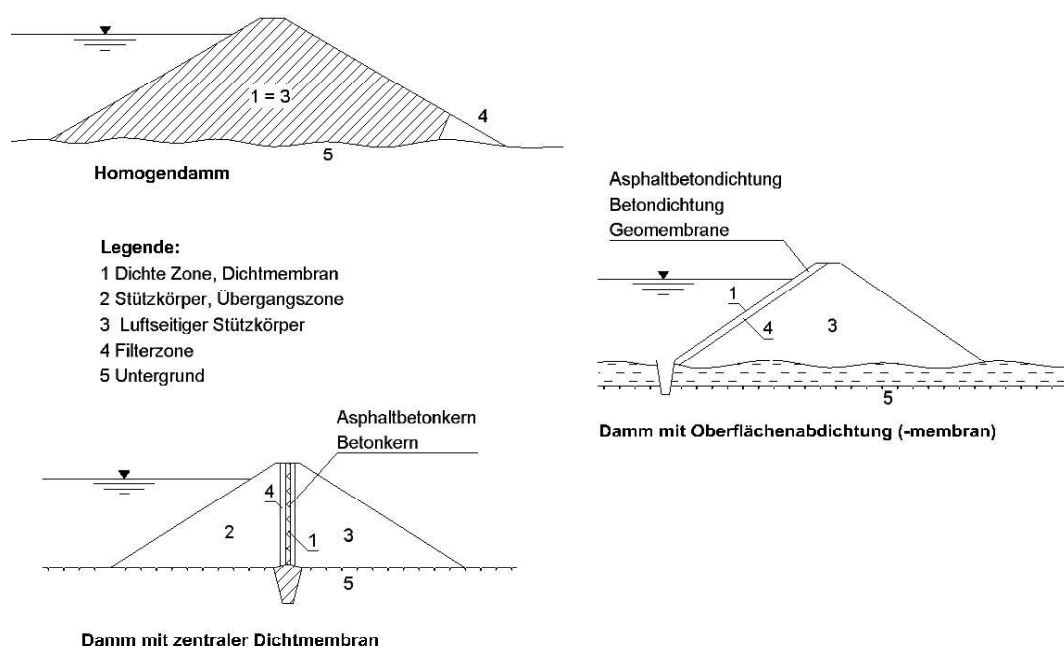 1 = 3
4
5
Homogendamm
Legende:
1 Dichte Zone, Dichtmembran
2 Stützkörper, Übergangszone
3 Luftseitiger Stützkörper
4 Filterzone
5 Untergrund
Asphaltbetondichtung
Betondichtung
Geomembrane
1
4
3
5
Damm mit Oberflächenabdichtung (-membran)
Asphaltbetonkern
Betonkern
4
2
1
3
5
Damm mit zentraler Dichtmembran